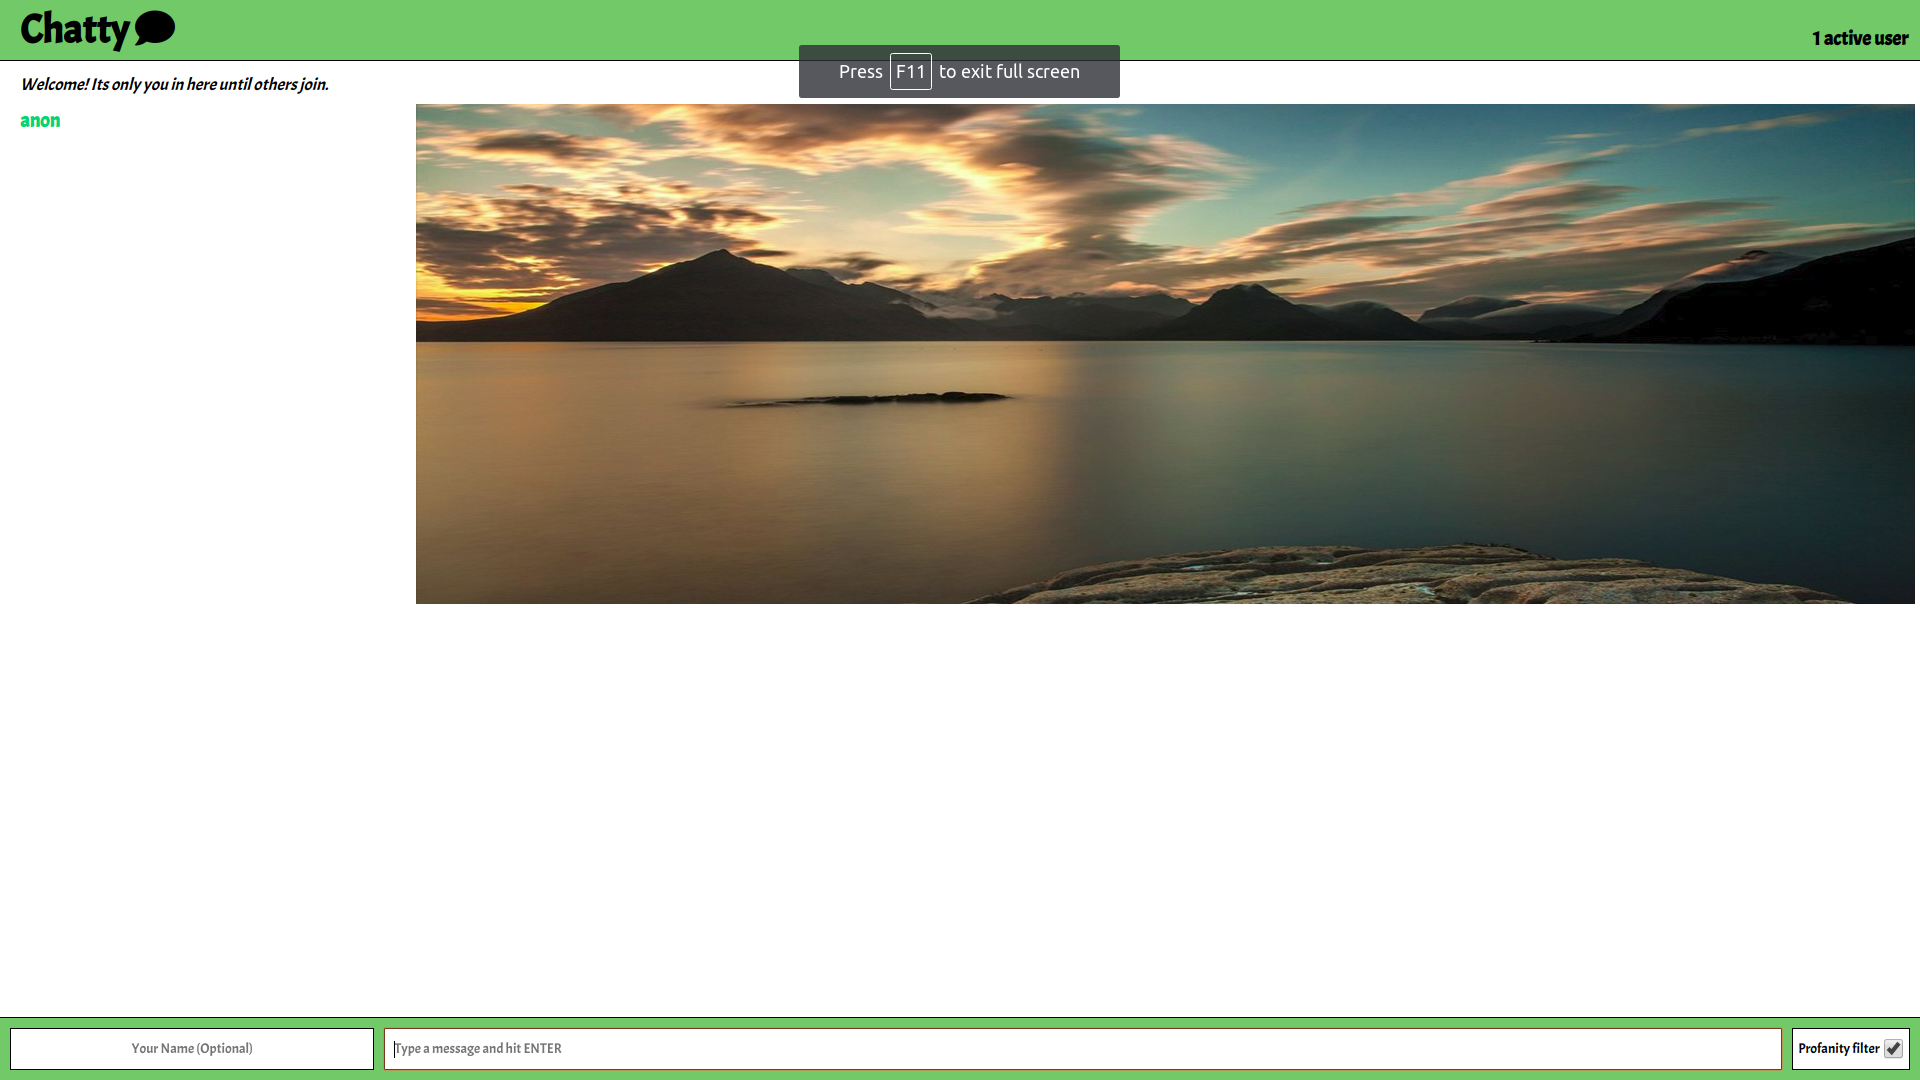 Chatty
1 active user
Press F11 to exit full screen
Welcome! Its only you in here until others join.
anon
Your Name (Optional)
Type a message and hit ENTER
Profanity filter